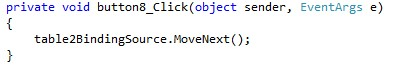 private void button8_Click(object sender, EventArgs e)
{
    table2BindingSource.MoveNext();
}